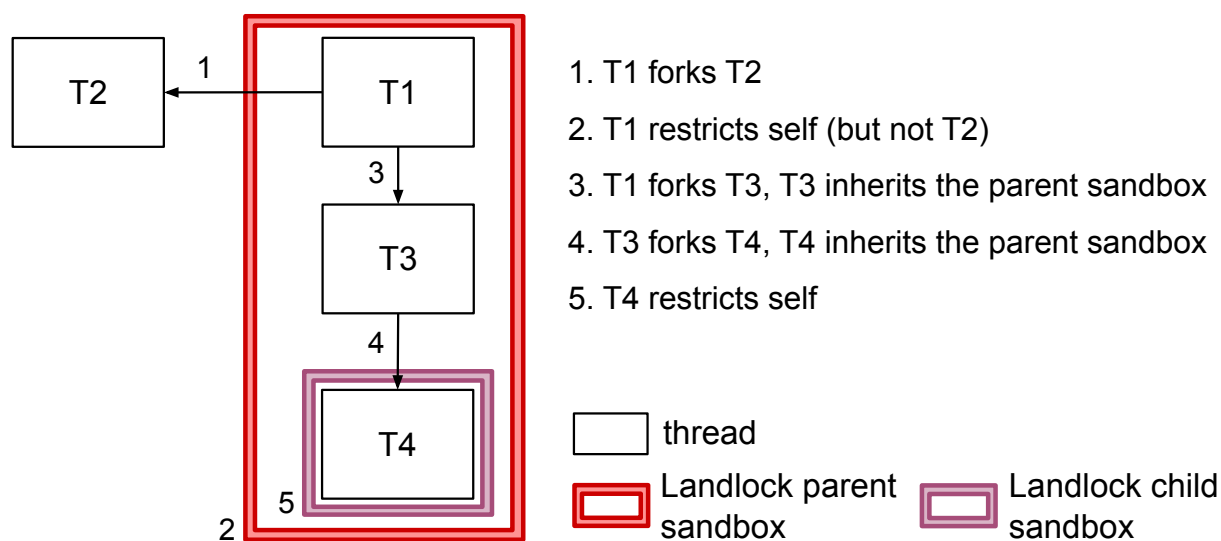 T2
1
T1
3
T3
4
T4
5
2
1. T1 forks T2
2. T1 restricts self (but not T2)
3. T1 forks T3, T3 inherits the parent sandbox
4. T3 forks T4, T4 inherits the parent sandbox
5. T4 restricts self
thread
Landlock parent
sandbox
Landlock child
sandbox